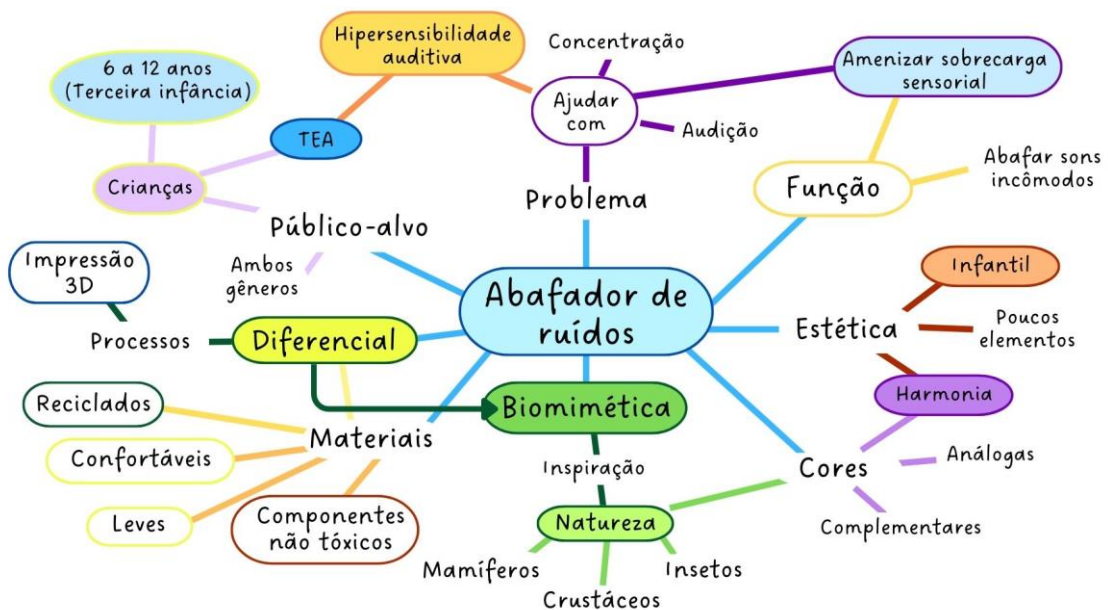 6 a 12 anos
(Terceira infância)
Hipersensibilidade
auditiva
Concentração
Amenizar sobrecarga
sensorial
Ajudar
com
TEA
Audição
Crianças
Abafar sons
incômodos
Função
Problema
Público-alvo
Impressão
3D
Ambos
gêneros
Infantil
Abafador de
ruídos
Processos
Diferencial
Estética
Poucos
elementos
Reciclados
Biomimética
Harmonia
Materiais
Confortáveis
Inspiração
Cores
Análogas
Leves
Componentes
não tóxicos
Natureza
Complementares
Mamíferos
Insetos
Crustáceos